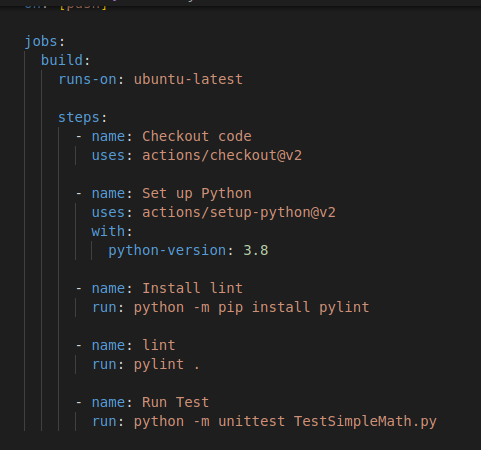 on: [push]
jobs:
  build:
    runs-on: ubuntu-latest
    steps:
      - name: Checkout code
        uses: actions/checkout@v2
      - name: Set up Python
        uses: actions/setup-python@v2
        with:
          python-version: 3.8
      - name: Install lint
        run: python -m pip install pylint
      - name: lint
        run: pylint .
      - name: Run Test
        run: python -m unittest TestSimpleMath.py